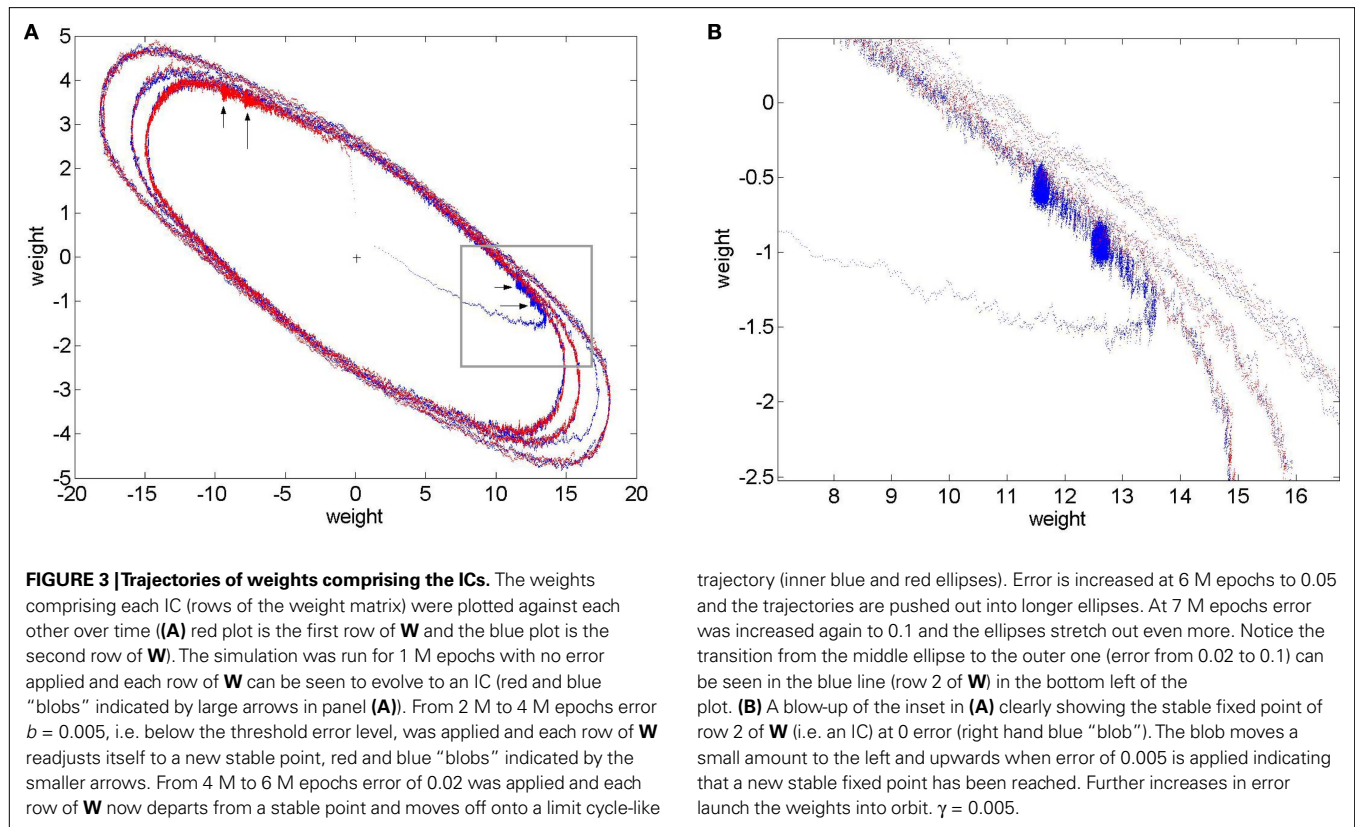 A
5
4
3
2
1
0
-1
-2
-3
-4
-5
-20 -15 -10 -5 0 5 10 15 20
weight
weight
B
0
-0.5
-1
-1.5
-2
-2.5
8 9 10 11 12 13 14 15 16
weight
weight
FIGURE 3 | Trajectories of weights comprising the ICs. The weights
comprising each IC (rows of the weight matrix) were plotted against each
other over time ((A) red plot is the first row of W and the blue plot is the
second row of W). The simulation was run for 1 M epochs with no error
applied and each row of W can be seen to evolve to an IC (red and blue
“blobs” indicated by large arrows in panel (A)). From 2 M to 4 M epochs error
b = 0.005, i.e. below the threshold error level, was applied and each row of W
readjusts itself to a new stable point, red and blue “blobs” indicated by the
smaller arrows. From 4 M to 6 M epochs error of 0.02 was applied and each
row of W now departs from a stable point and moves off onto a limit cycle-like
trajectory (inner blue and red ellipses). Error is increased at 6 M epochs to 0.05
and the trajectories are pushed out into longer ellipses. At 7 M epochs error
was increased again to 0.1 and the ellipses stretch out even more. Notice the
transition from the middle ellipse to the outer one (error from 0.02 to 0.1) can
be seen in the blue line (row 2 of W) in the bottom left of the
plot. (B) A blow-up of the inset in (A) clearly showing the stable fixed point of
row 2 of W (i.e. an IC) at 0 error (right hand blue “blob”). The blob moves a
small amount to the left and upwards when error of 0.005 is applied indicating
that a new stable fixed point has been reached. Further increases in error
launch the weights into orbit. γ = 0.005.